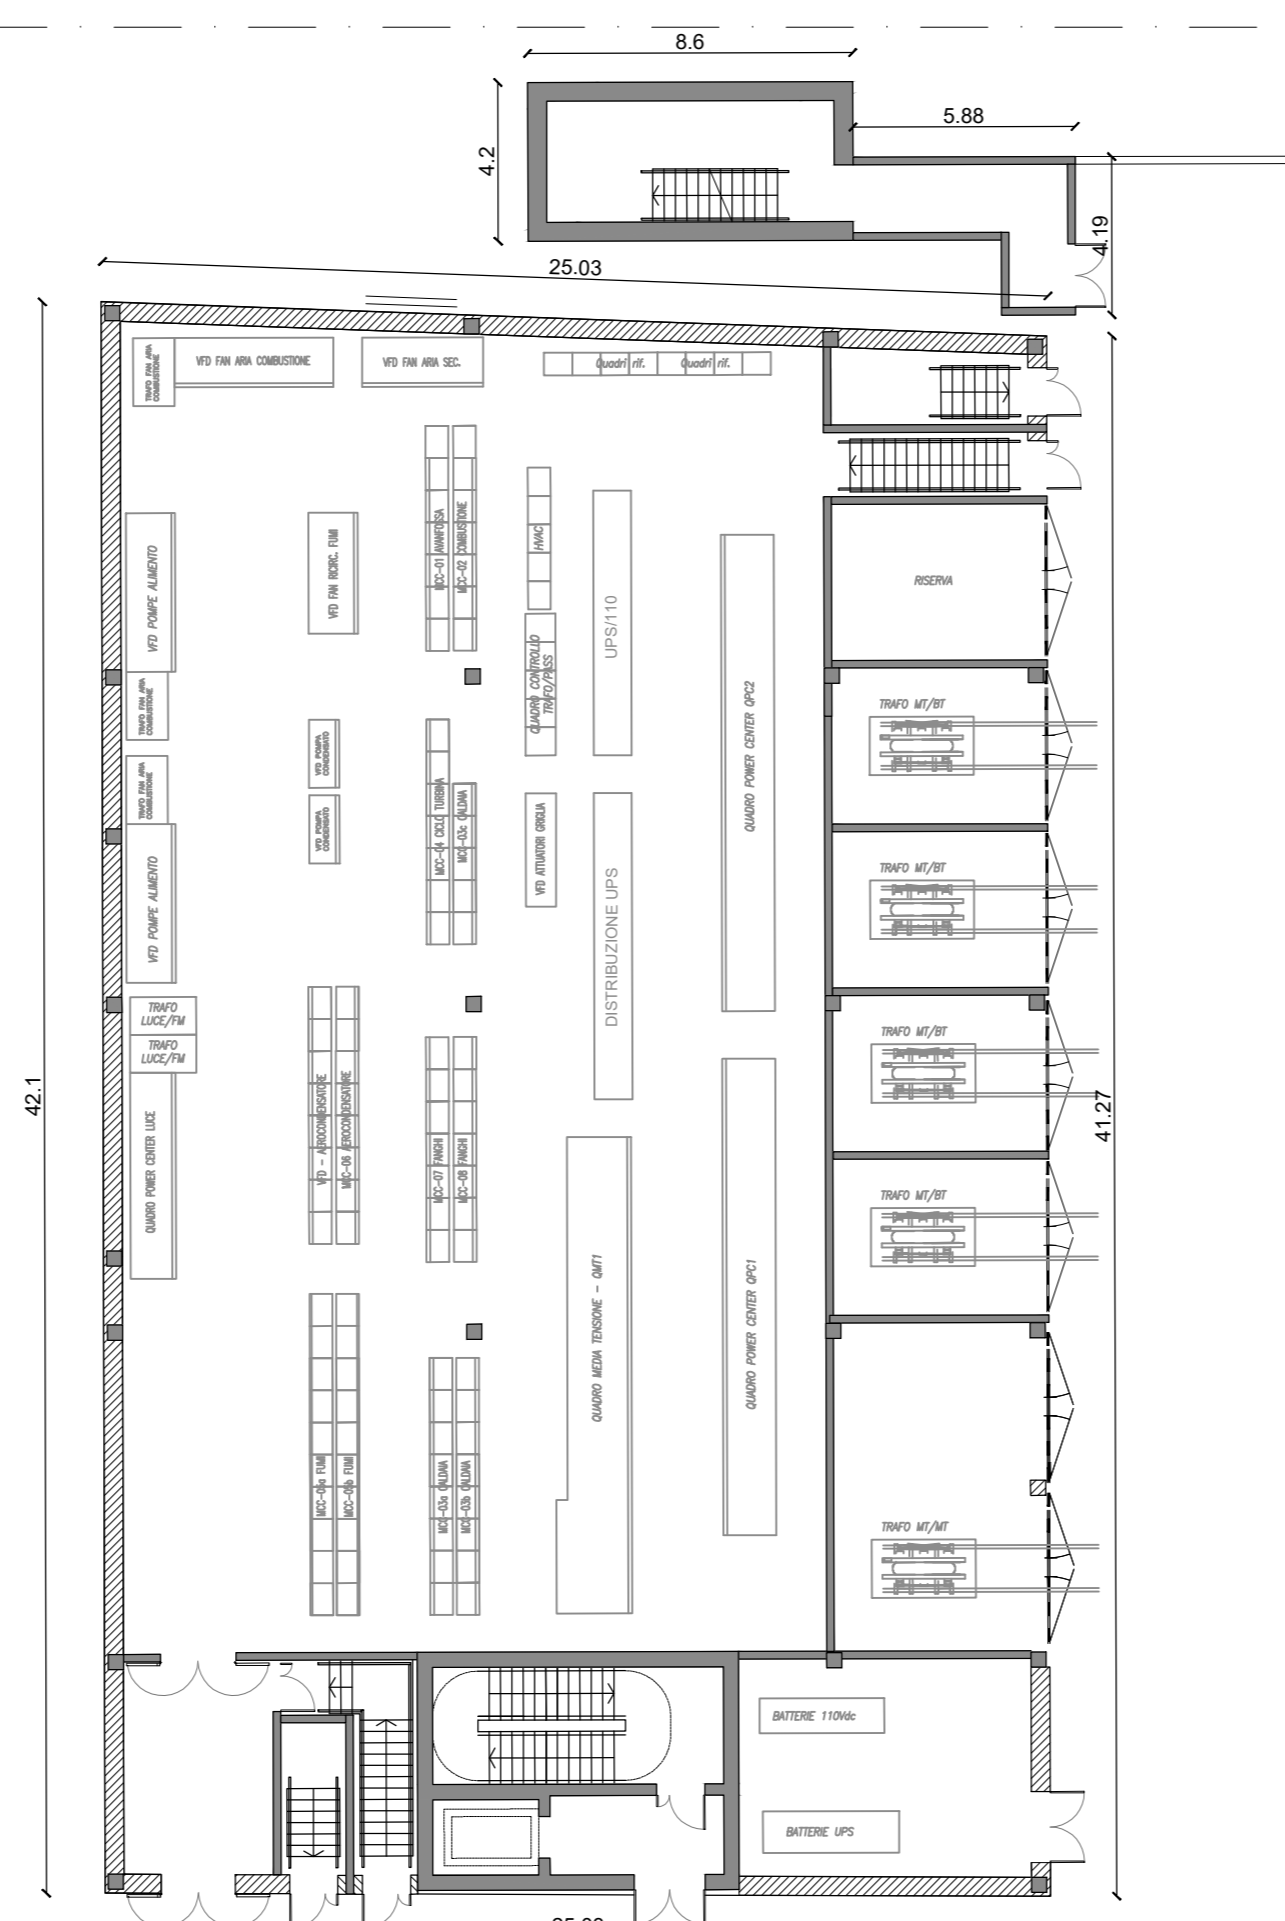 8.6
5.88
4.2
4.19
25.03
42.1
41.27
TRAFO FAN ARIA
COMBUSTIONE
VFD FAN ARIA COMBUSTIONE
VFD FAN ARIA SEC.
Quadri rif.
Quadri rif.
VFD POMPE ALIMENTO
VFD FAN RICIRC. FUMI
MCC-01 AVANFOSSA
MCC-02 COMBUSTIONE
HVAC
UPS/110
RISERVA
TRAFO FAN ARIA
COMBUSTIONE
QUADRO CONTROLLO
TRAFO/PASS
QUADRO POWER CENTER QPC2
TRAFO MT/BT
VFD POMPA
CONDENSATO
TRAFO FAN ARIA
COMBUSTIONE
VFD POMPA
CONDENSATO
MCC-04 CICLO TURBINA
MCC-03c CALDAIA
VFD ATTUATORI GRIGLIA
TRAFO MT/BT
VFD POMPE ALIMENTO
DISTRIBUZIONE UPS
TRAFO
LUCE/FM
TRAFO
LUCE/FM
TRAFO MT/BT
QUADRO POWER CENTER LUCE
VFD - AEROCONDENSATORE
MCC-06 AEROCONDENSATORE
MCC-07 FANGHI
MCC-08 FANGHI
TRAFO MT/BT
QUADRO MEDIA TENSIONE - QMT1
QUADRO POWER CENTER QPC1
MCC-05a FUMI
MCC-05b FUMI
MCC-03a CALDAIA
MCC-03b CALDAIA
TRAFO MT/MT
BATTERIE 110Vdc
BATTERIE UPS